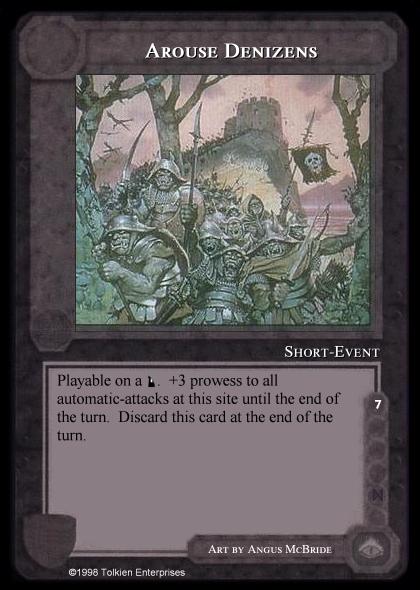 Arouse Denizens
Short-Event
Playable on a . +3 prowess to all
automatic-attacks at this site until the end of
the turn. Discard this card at the end of the
turn.
7
N
Art by Angus McBride
©1998 Tolkien Enterprises